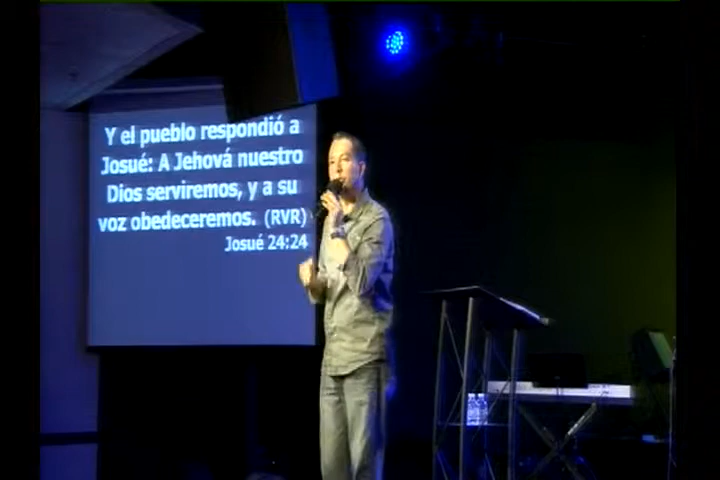 Y el pueblo respondió a
Josué: A Jehová nuestro
Dios serviremos, y a su
voz obedeceremos. (RVR)
Josué 24:24